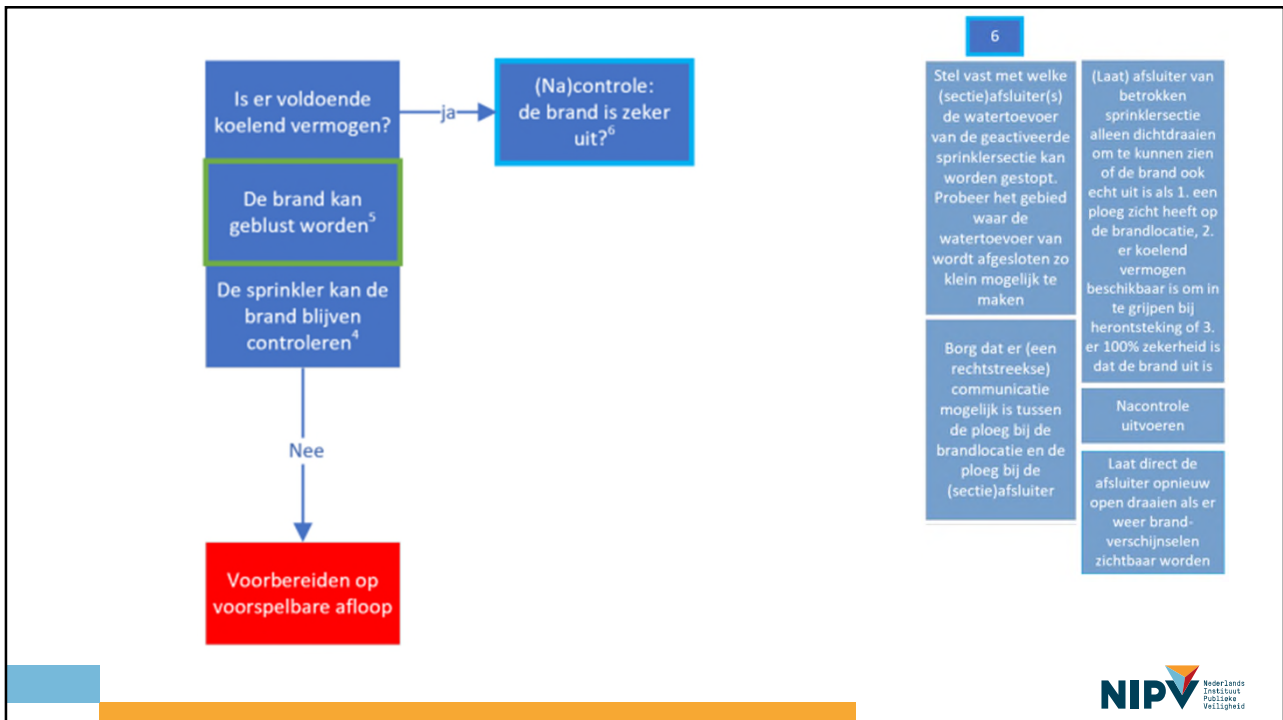 Is er voldoende
koelend vermogen?
ja
(Na)controle:
de brand is zeker
uit?⁶
De brand kan
geblust worden⁵
De sprinkler kan de
brand blijven
controleren⁴
Nee
Voorbereiden op
voorspelbare afloop
6
Stel vast met welke
(sectie)afsluiter(s)
de watertoevoer
van de geactiveerde
sprinklersectie kan
worden gestopt.
Probeer het gebied
waar de
watertoevoer van
wordt afgesloten zo
klein mogelijk te
maken
Borg dat er (een
rechtstreekse)
communicatie
mogelijk is tussen
de ploeg bij de
brandlocatie en de
ploeg bij de
(sectie)afsluiter
(Laat) afsluiter van
betrokken
sprinklersectie
alleen dichtdraaien
om te kunnen zien
of de brand ook
echt uit is als 1. een
ploeg zicht heeft op
de brandlocatie, 2.
er koelend
vermogen
beschikbaar is om in
te grijpen bij
herontsteking of 3.
er 100% zekerheid is
dat de brand uit is
Nacontrole
uitvoeren
Laat direct de
afsluiter opnieuw
open draaien als er
weer brand-
verschijnselen
zichtbaar worden
NIPV
Nederlands
Instituut
Publieke
Veiligheid